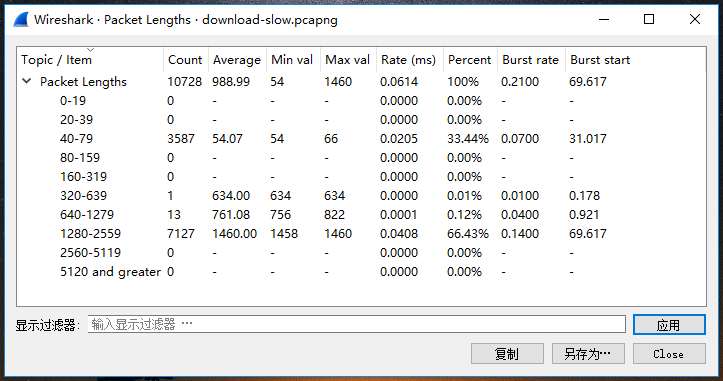 Wireshark · Packet Lengths · download-slow.pcapng
Topic / Item Count Average Min val Max val Rate (ms) Percent Burst rate Burst start
Packet Lengths 10728 988.99 54 1460 0.0614 100% 0.2100 69.617
0-19 0 - - - 0.0000 0.00% - -
20-39 0 - - - 0.0000 0.00% - -
40-79 3587 54.07 54 66 0.0205 33.44% 0.0700 31.017
80-159 0 - - - 0.0000 0.00% - -
160-319 0 - - - 0.0000 0.00% - -
320-639 1 634.00 634 634 0.0000 0.01% 0.0100 0.178
640-1279 13 761.08 756 822 0.0001 0.12% 0.0400 0.921
1280-2559 7127 1460.00 1458 1460 0.0408 66.43% 0.1400 69.617
2560-5119 0 - - - 0.0000 0.00% - -
5120 and greater 0 - - - 0.0000 0.00% - -
显示过滤器: 输入显示过滤器 … 应用
复制 另存为… Close